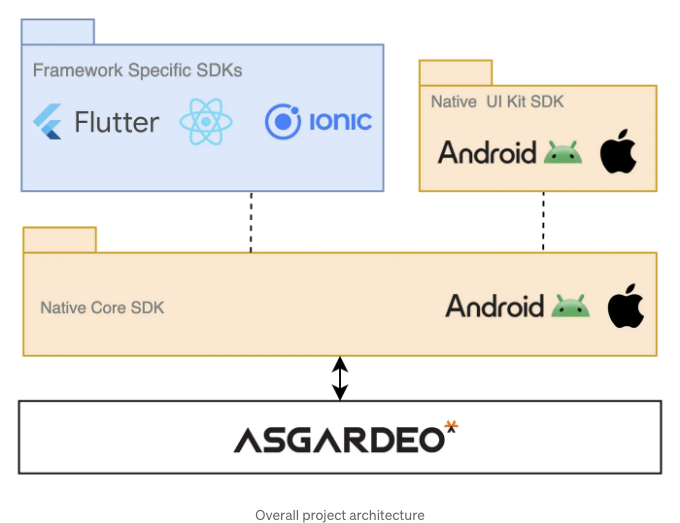 Framework Specific SDKs
Flutter
IONIC
Native UI Kit SDK
Android
Native Core SDK
Android
ASGARDEO
Overall project architecture